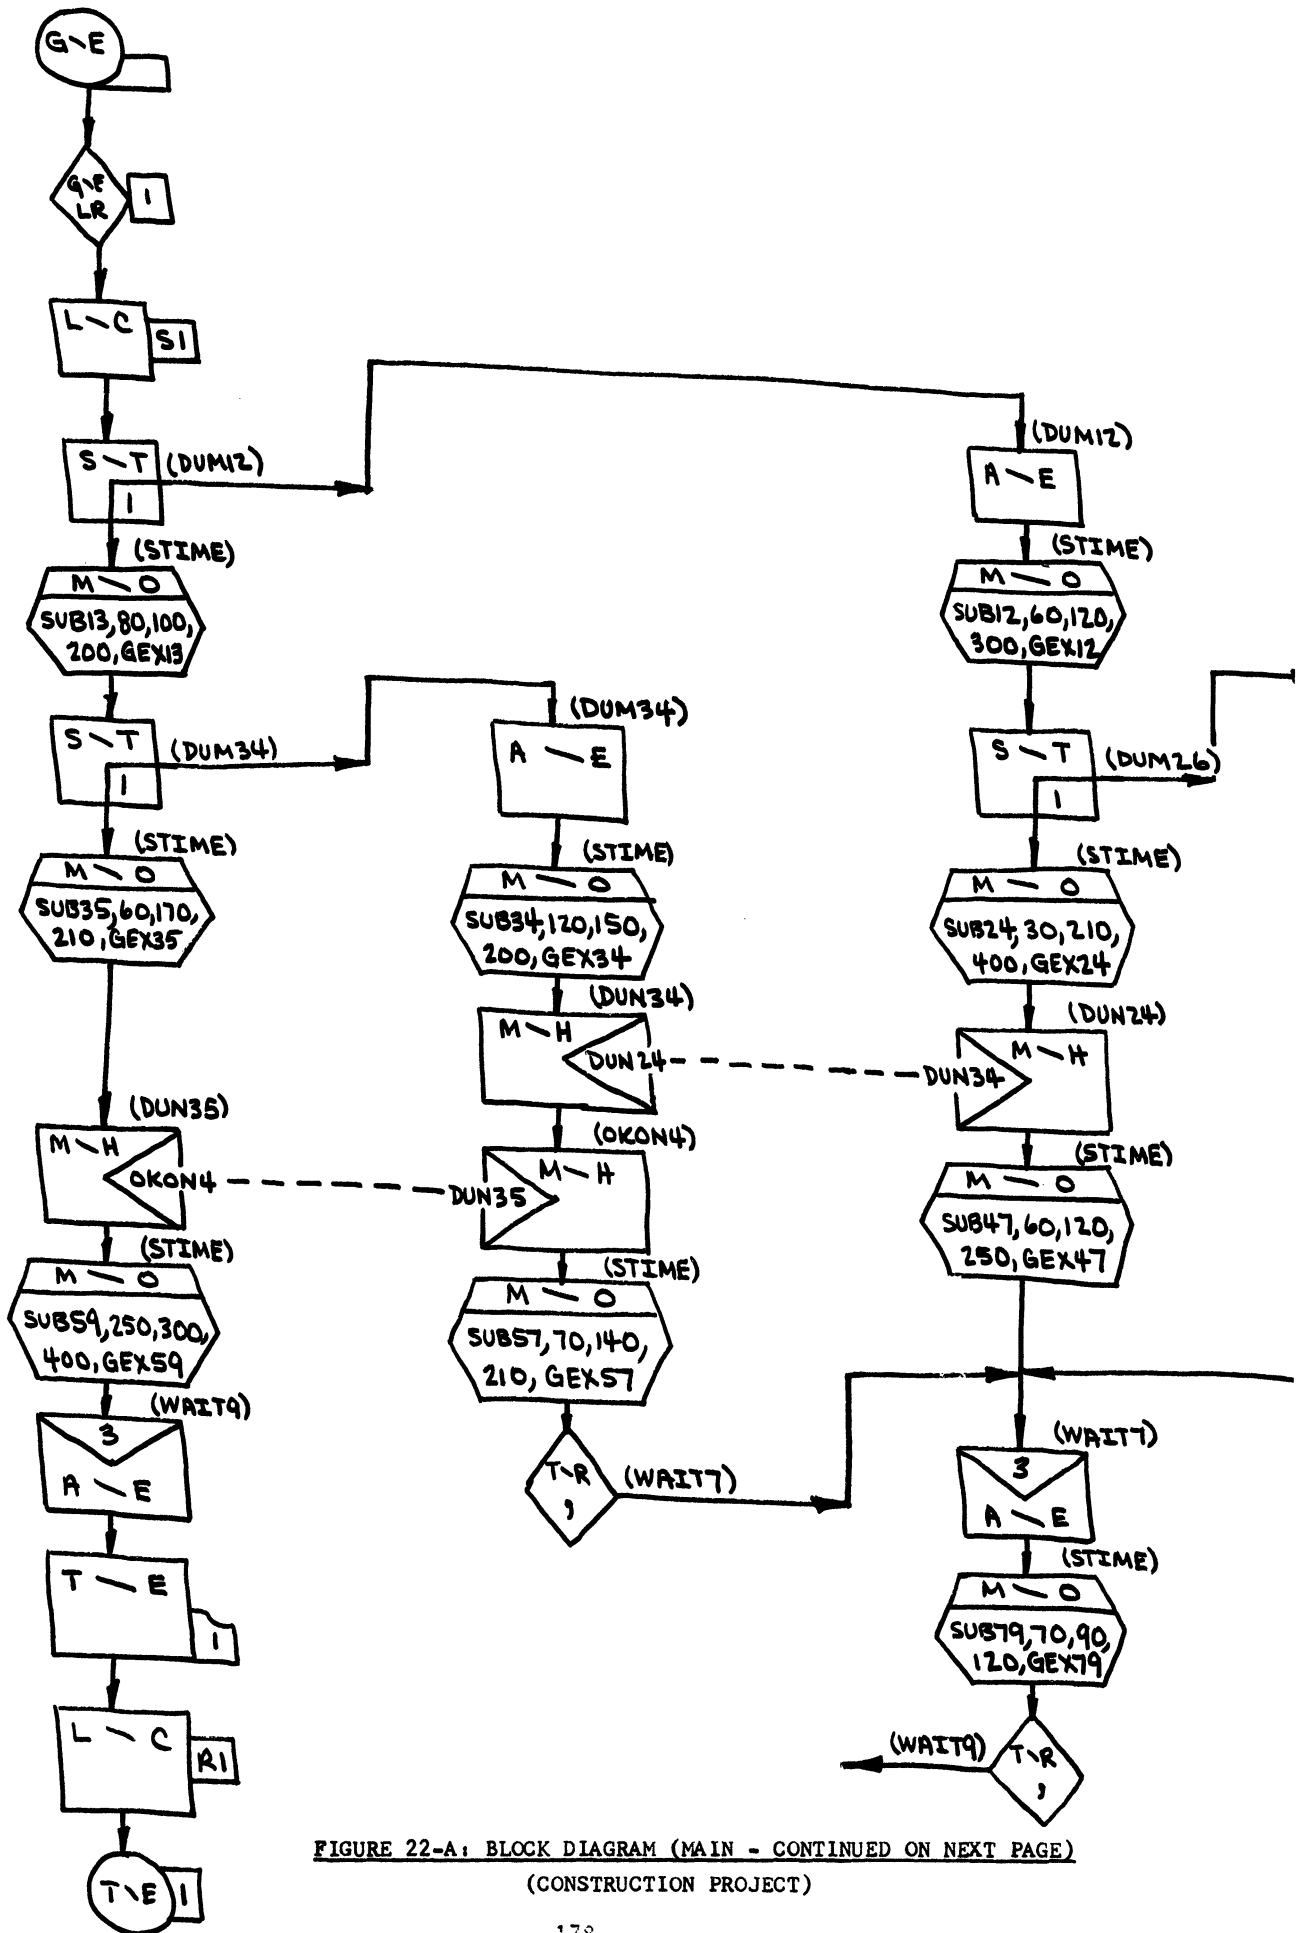 G\E
G\E
LR
1
L\C
S1
S\T
1
(DUM12)
(STIME)
M\O
SUB13,80,100,
200,GEX13
S\T
1
(DUM34)
(STIME)
M\O
SUB35,60,170,
210,GEX35
(DUN35)
M\H
OKON4
(STIME)
M\O
SUB59,250,300,
400,GEX59
(WAIT9)
3
A\E
T\E
1
L\C
R1
T\E
1
(DUM34)
A\E
(STIME)
M\O
SUB34,120,150,
200,GEX34
(DUN34)
M\H
DUN24
(OKON4)
M\H
DUN35
(STIME)
M\O
SUB57,70,140,
210,GEX57
T\R
,
(WAIT7)
(DUM12)
A\E
(STIME)
M\O
SUB12,60,120,
300,GEX12
S\T
1
(DUM26)
(STIME)
M\O
SUB24,30,210,
400,GEX24
(DUN24)
M\H
DUN34
(STIME)
M\O
SUB47,60,120,
250,GEX47
(WAIT7)
3
A\E
(STIME)
M\O
SUB79,70,90,
120,GEX79
(WAIT9)
T\R
,
FIGURE 22-A: BLOCK DIAGRAM (MAIN - CONTINUED ON NEXT PAGE)
(CONSTRUCTION PROJECT)